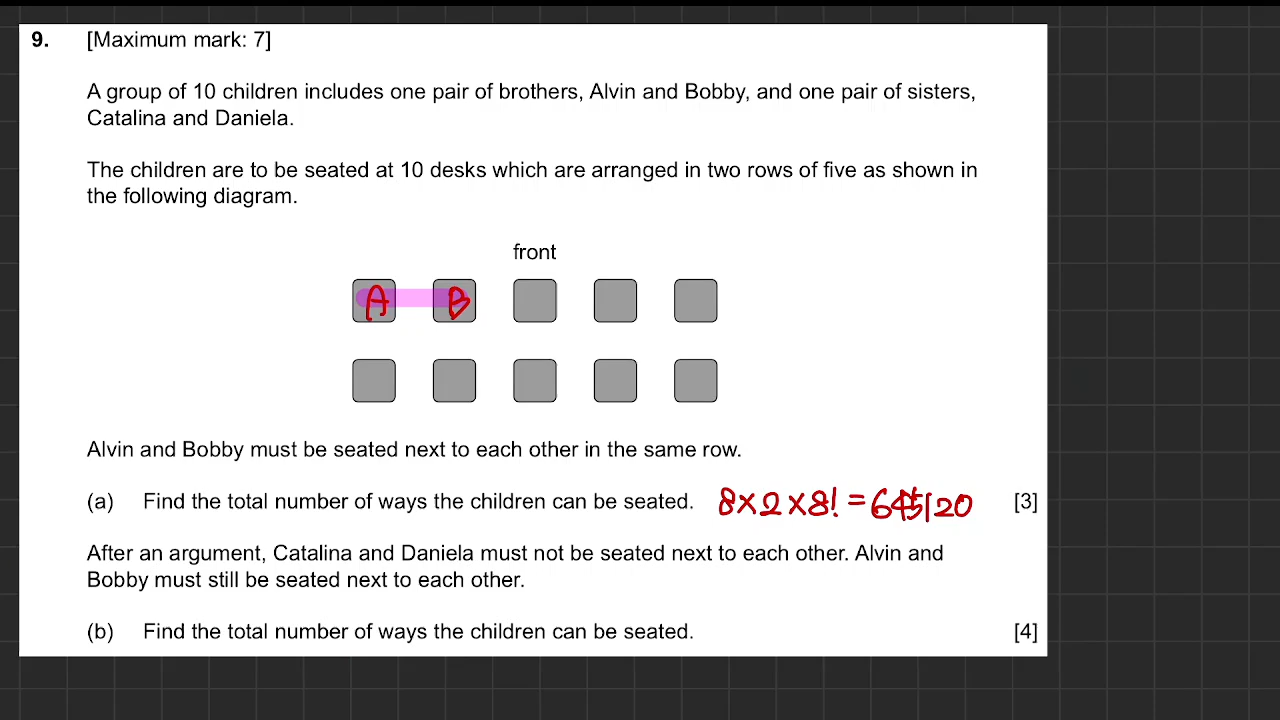 9. [Maximum mark: 7]
A group of 10 children includes one pair of brothers, Alvin and Bobby, and one pair of sisters,
Catalina and Daniela.
The children are to be seated at 10 desks which are arranged in two rows of five as shown in
the following diagram.
front
A B
Alvin and Bobby must be seated next to each other in the same row.
(a) Find the total number of ways the children can be seated. 8×2×8! = 645120 [3]
After an argument, Catalina and Daniela must not be seated next to each other. Alvin and
Bobby must still be seated next to each other.
(b) Find the total number of ways the children can be seated. [4]